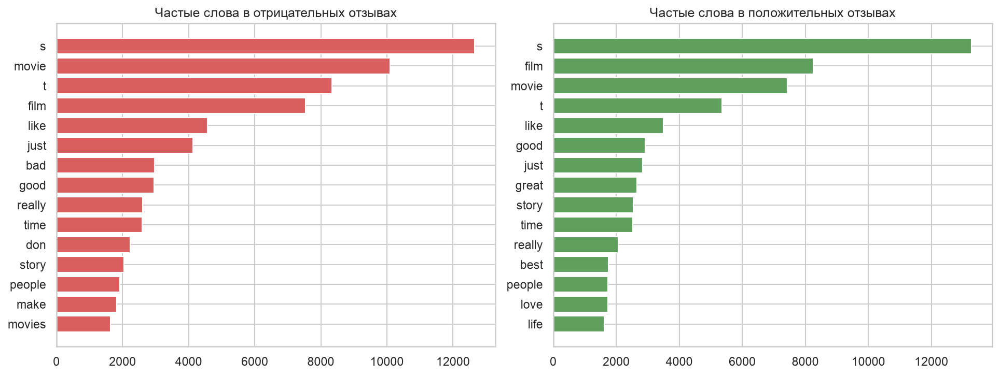 Частые слова в отрицательных отзывах
s
movie
t
film
like
just
bad
good
really
time
don
story
people
make
movies
0 2000 4000 6000 8000 10000 12000
Частые слова в положительных отзывах
s
film
movie
t
like
good
just
great
story
time
really
best
people
love
life
0 2000 4000 6000 8000 10000 12000